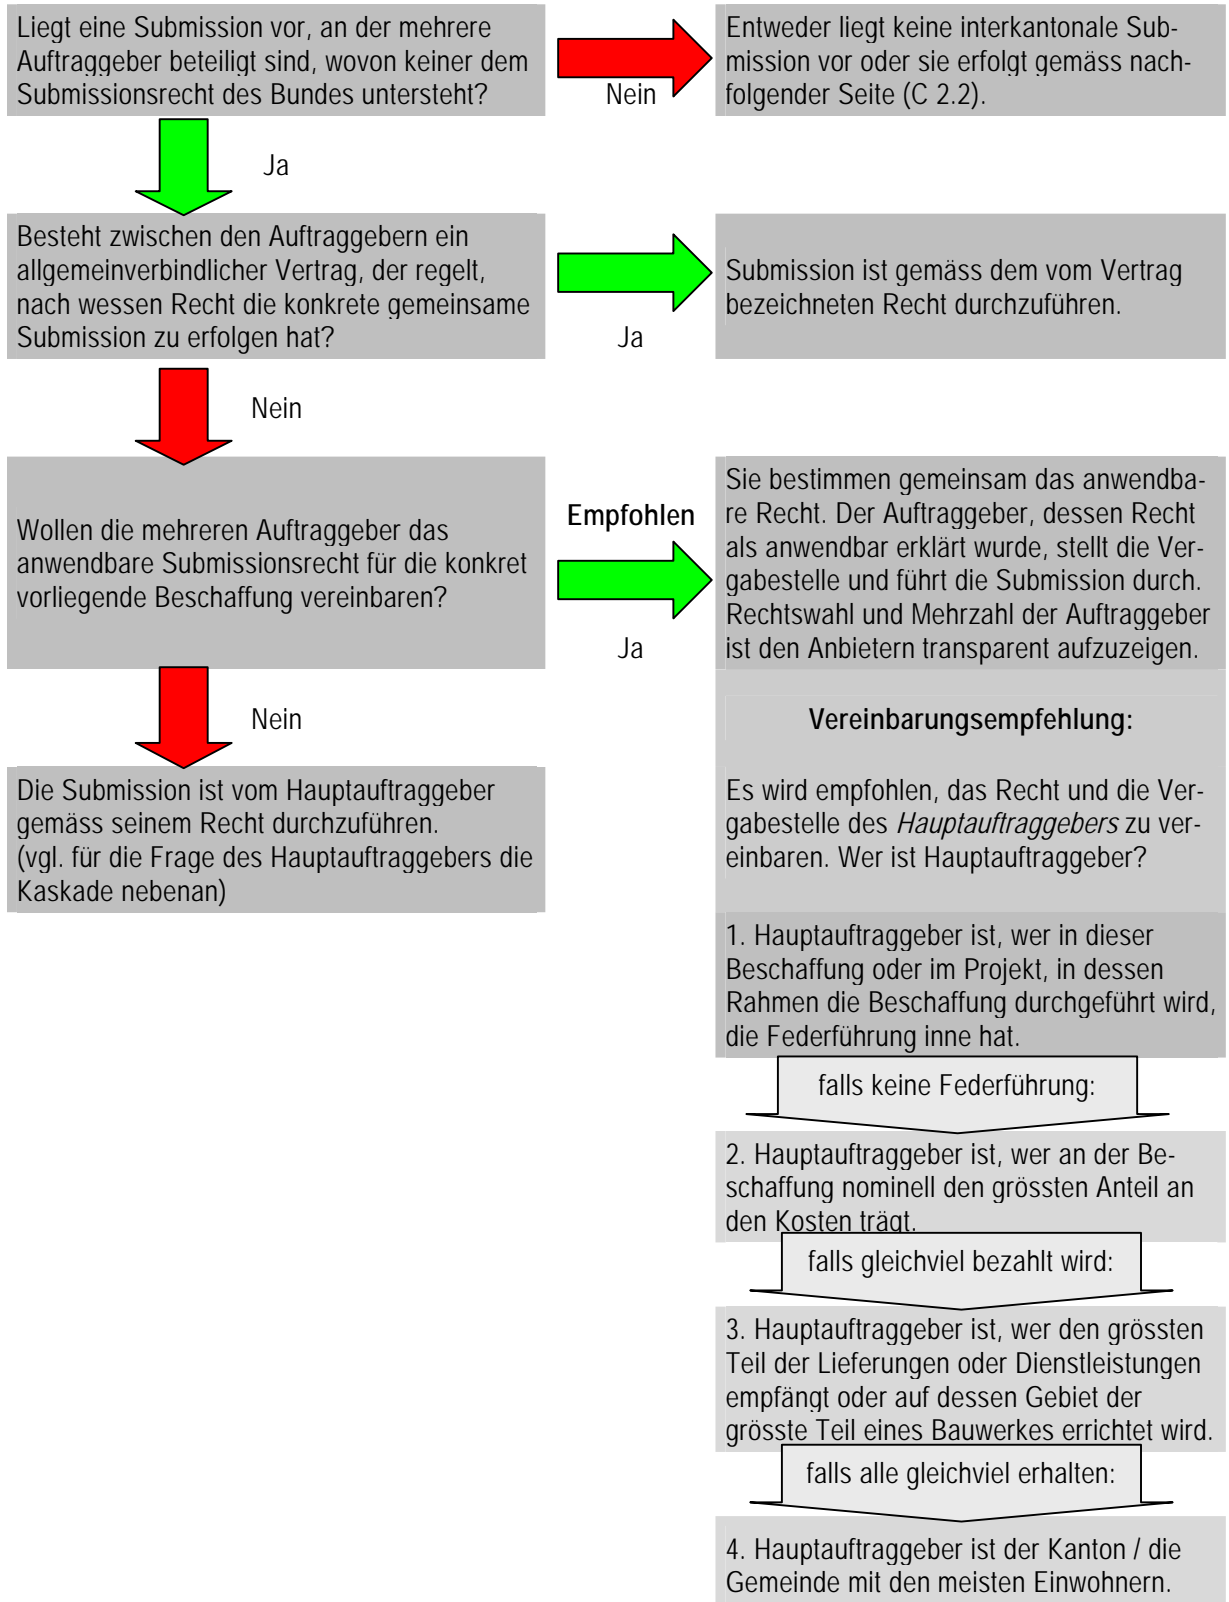 Liegt eine Submission vor, an der mehrere
Auftraggeber beteiligt sind, wovon keiner dem
Submissionsrecht des Bundes untersteht?
Nein
Entweder liegt keine interkantonale Sub-
mission vor oder sie erfolgt gemäss nach-
folgender Seite (C 2.2).
Ja
Besteht zwischen den Auftraggebern ein
allgemeinverbindlicher Vertrag, der regelt,
nach wessen Recht die konkrete gemeinsame
Submission zu erfolgen hat?
Ja
Submission ist gemäss dem vom Vertrag
bezeichneten Recht durchzuführen.
Nein
Wollen die mehreren Auftraggeber das
anwendbare Submissionsrecht für die konkret
vorliegende Beschaffung vereinbaren?
Empfohlen
Ja
Sie bestimmen gemeinsam das anwendba-
re Recht. Der Auftraggeber, dessen Recht
als anwendbar erklärt wurde, stellt die Ver-
gabestelle und führt die Submission durch.
Rechtswahl und Mehrzahl der Auftraggeber
ist den Anbietern transparent aufzuzeigen.
Nein
Die Submission ist vom Hauptauftraggeber
gemäss seinem Recht durchzuführen.
(vgl. für die Frage des Hauptauftraggebers die
Kaskade nebenan)
Vereinbarungsempfehlung:
Es wird empfohlen, das Recht und die Ver-
gabestelle des Hauptauftraggebers zu ver-
einbaren. Wer ist Hauptauftraggeber?
1. Hauptauftraggeber ist, wer in dieser
Beschaffung oder im Projekt, in dessen
Rahmen die Beschaffung durchgeführt wird,
die Federführung inne hat.
falls keine Federführung:
2. Hauptauftraggeber ist, wer an der Be-
schaffung nominell den grössten Anteil an
den Kosten trägt.
falls gleichviel bezahlt wird:
3. Hauptauftraggeber ist, wer den grössten
Teil der Lieferungen oder Dienstleistungen
empfängt oder auf dessen Gebiet der
grösste Teil eines Bauwerkes errichtet wird.
falls alle gleichviel erhalten:
4. Hauptauftraggeber ist der Kanton / die
Gemeinde mit den meisten Einwohnern.